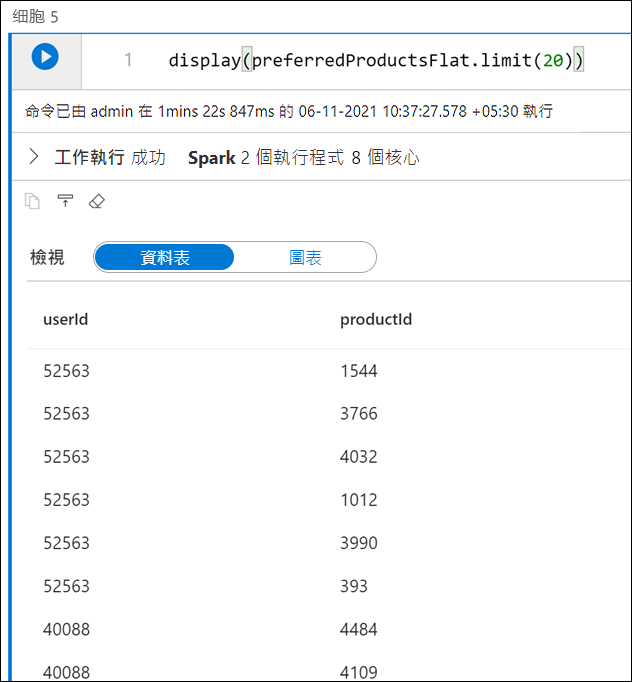 细胞 5
1 display(preferredProductsFlat.limit(20))
命令已由 admin 在 1mins 22s 847ms 的 06-11-2021 10:37:27.578 +05:30 執行
工作執行 成功 Spark 2 個執行程式 8 個核心
檢視 資料表 圖表
userId productId
52563 1544
52563 3766
52563 4032
52563 1012
52563 3990
52563 393
40088 4484
40088 4109